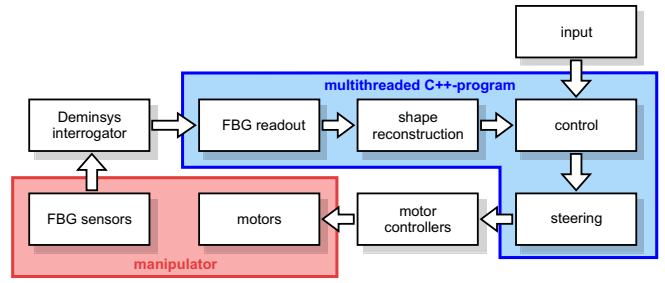 input
multithreaded C++-program
Deminsys
interrogator
FBG readout
shape
reconstruction
control
FBG sensors
motors
motor
controllers
steering
manipulator